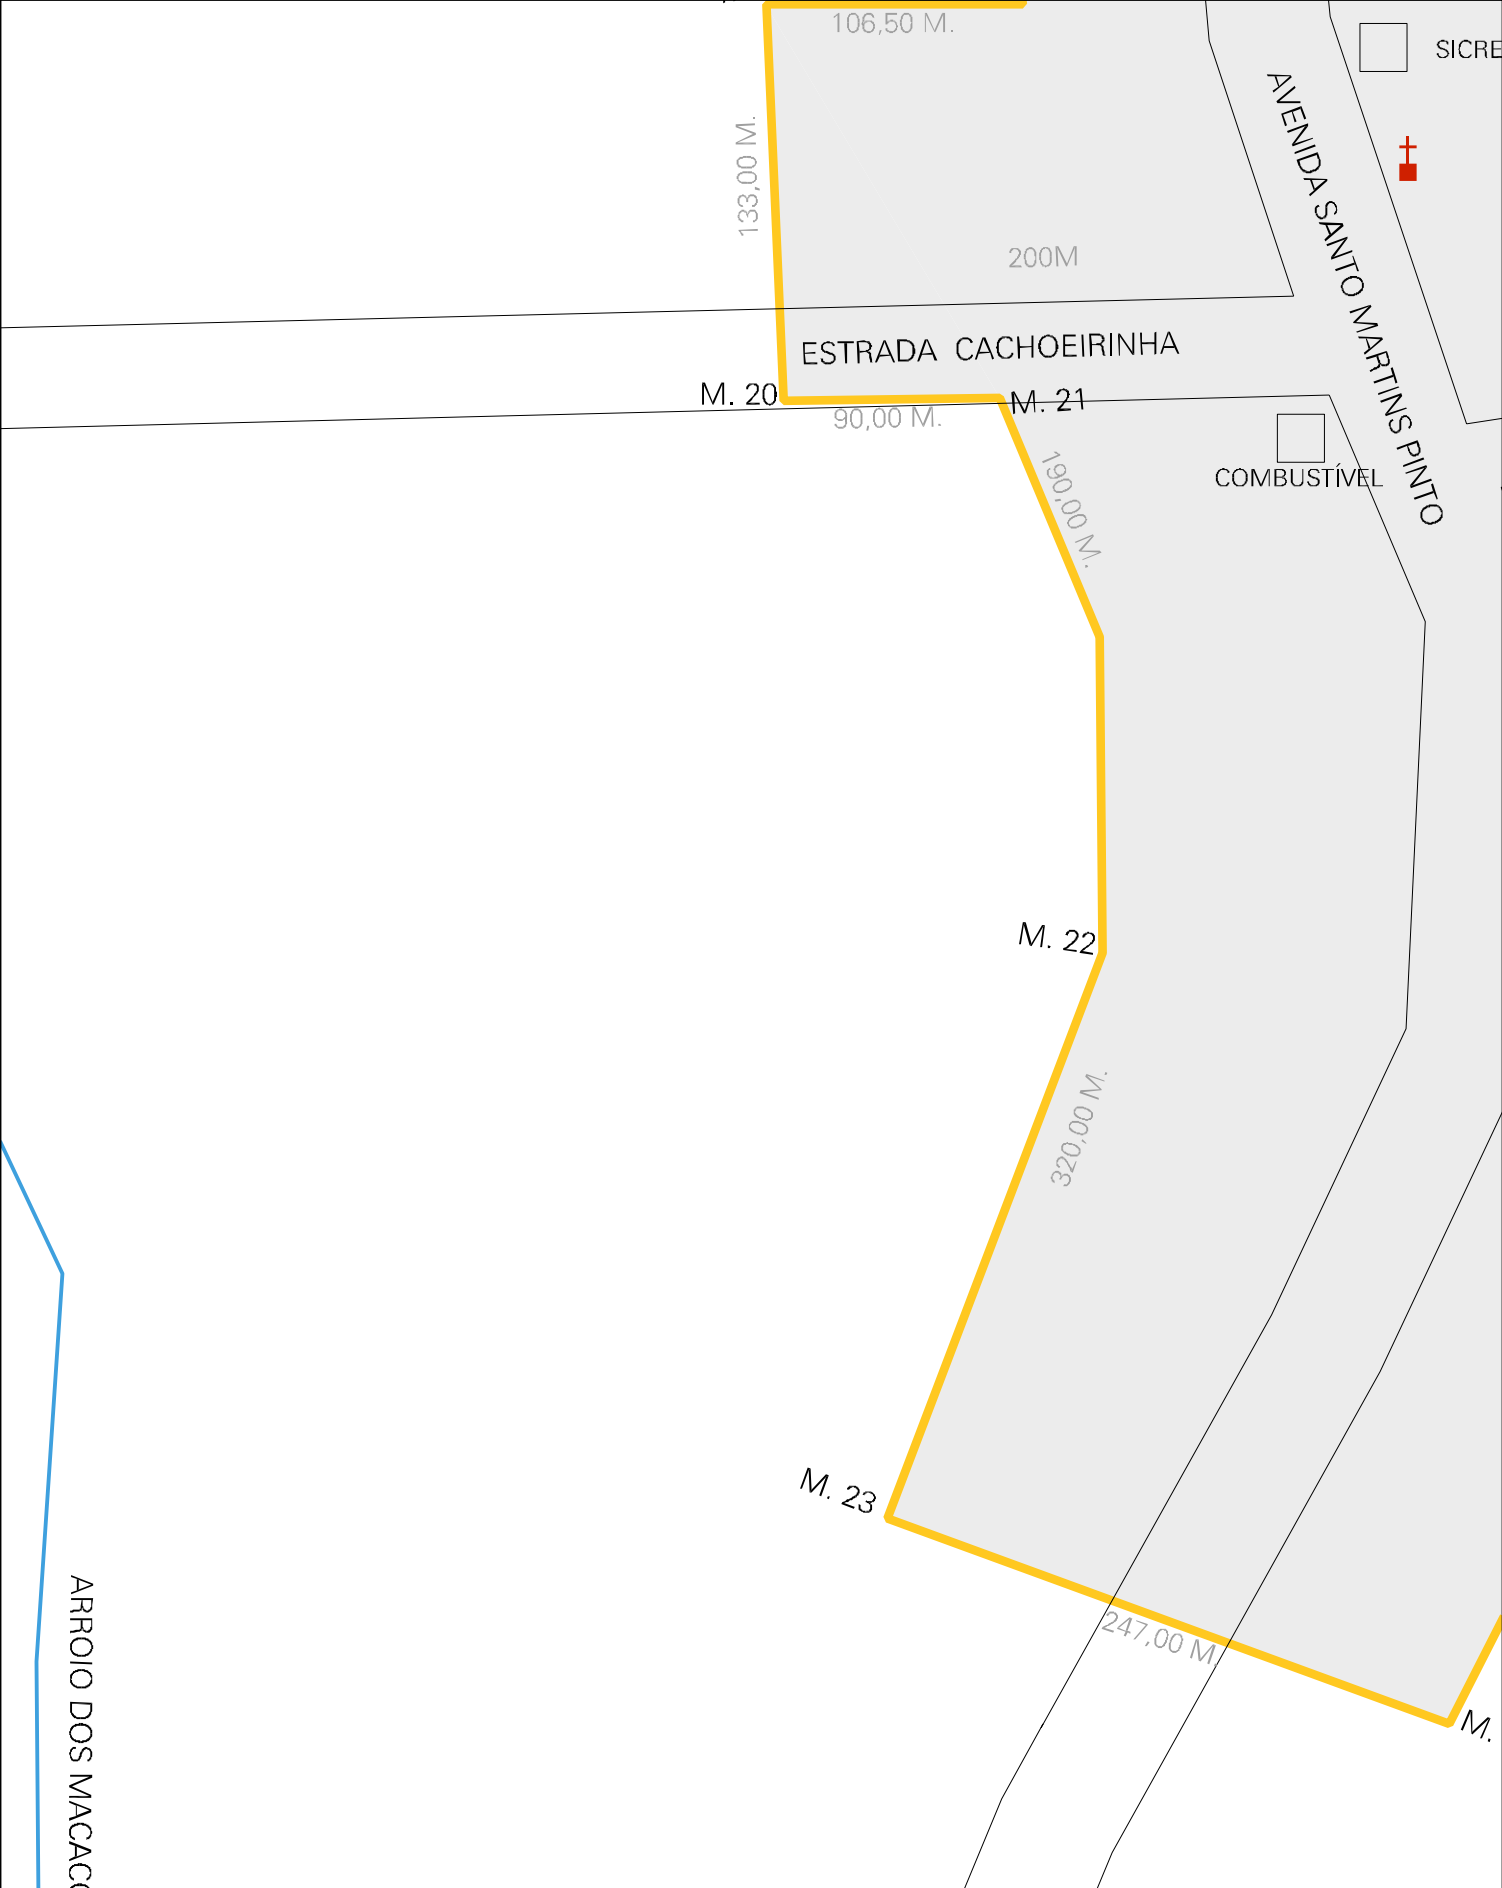 106,50 M.
SICRE
AVENIDA SANTO MARTINS PINTO
133,00 M.
200M
ESTRADA CACHOEIRINHA
M. 20
M. 21
90,00 M.
COMBUSTÍVEL
190,00 M.
M. 22
320,00 M.
M. 23
247,00 M.
M.
ARROIO DOS MACACO